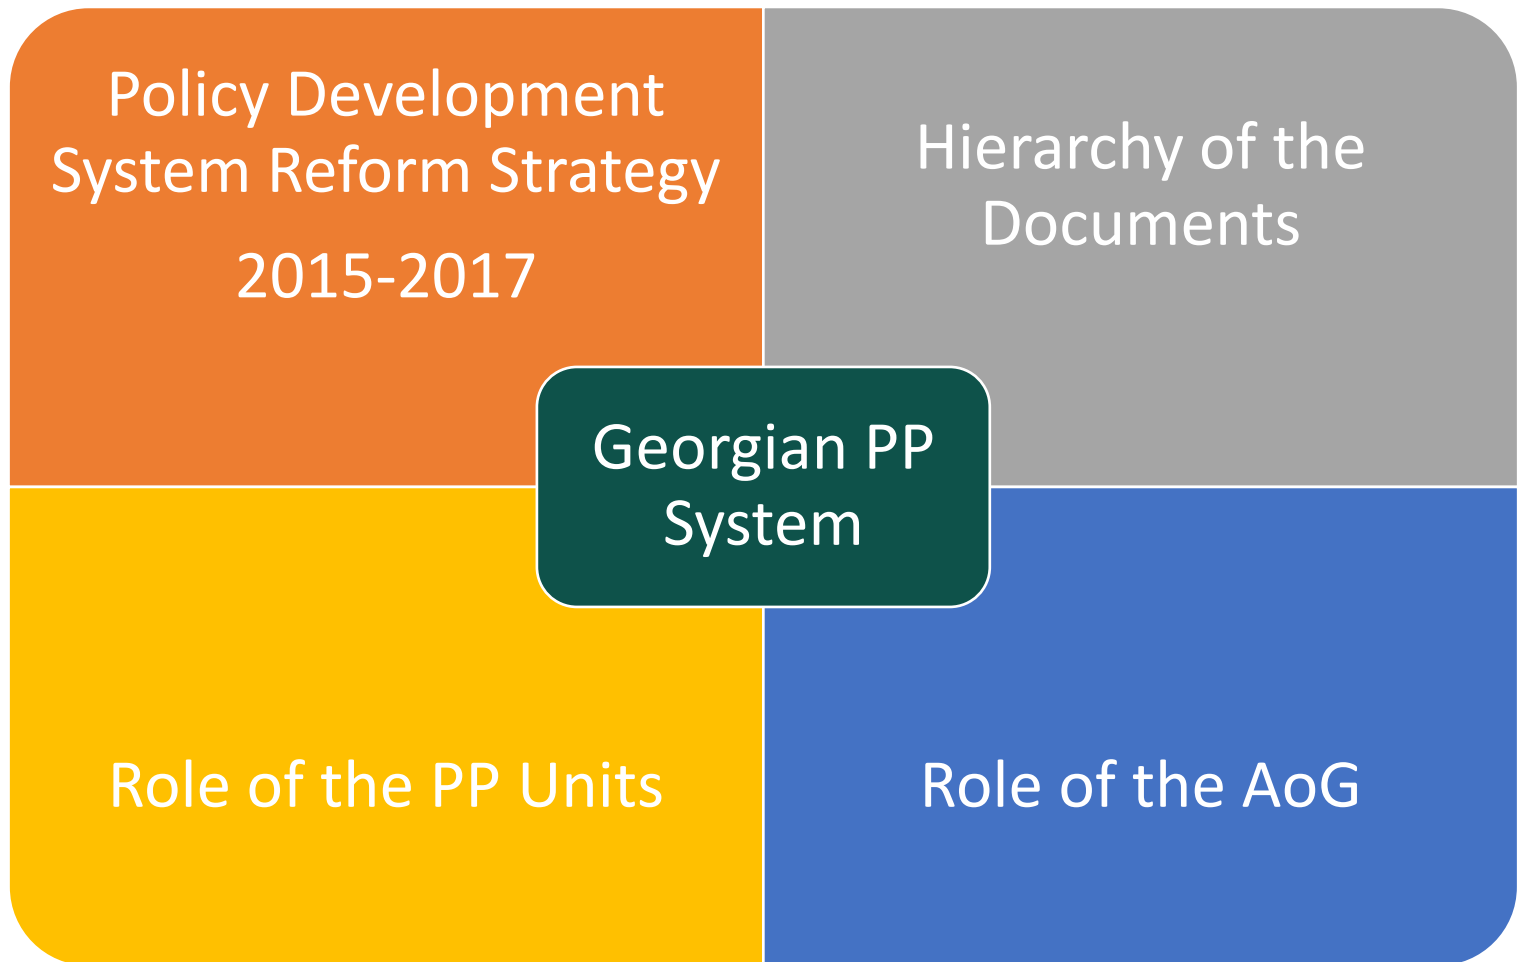 Policy Development
System Reform Strategy
2015-2017
Hierarchy of the
Documents
Georgian PP
System
Role of the PP Units
Role of the AoG